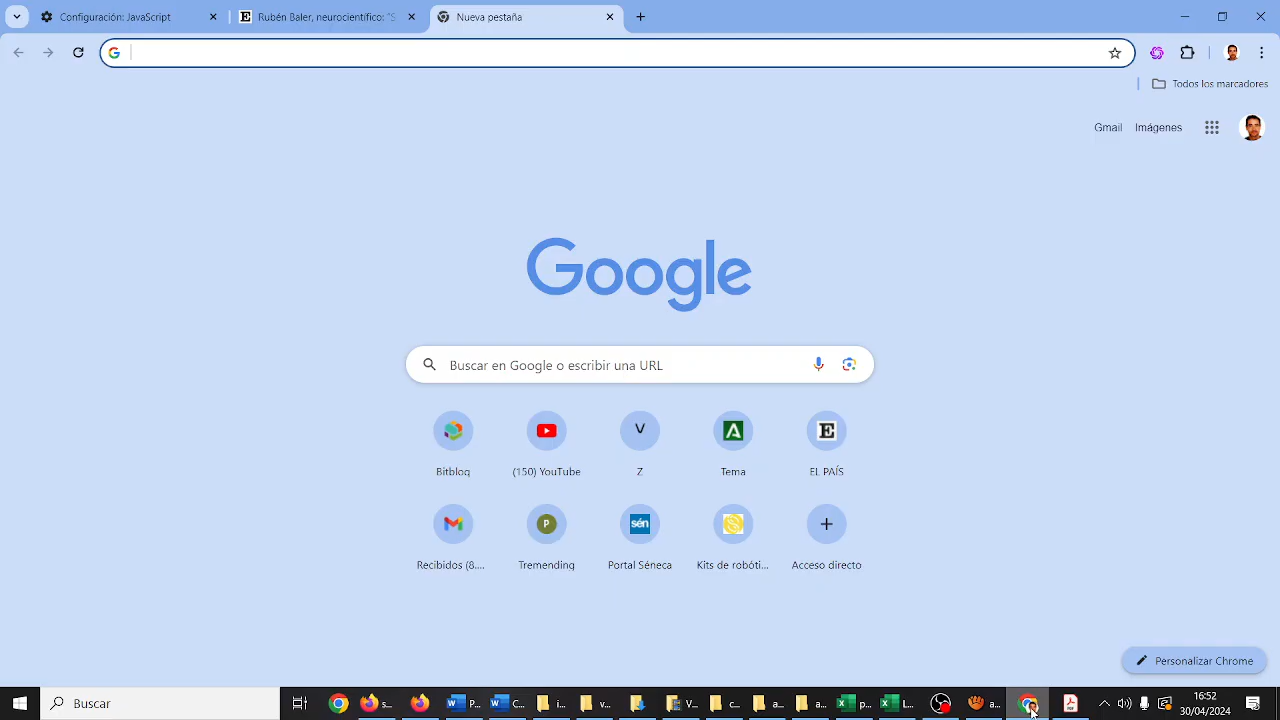 Configuración: JavaScript
Rubén Baler, neurocientífico: "S
Nueva pestaña
Todos los marcadores
Gmail Imágenes
Google
Buscar en Google o escribir una URL
Bitbloq (150) YouTube Z Tema EL PAÍS
Recibidos (8.... Tremending Portal Séneca Kits de robóti... Acceso directo
Personalizar Chrome
Buscar
s... P... C... i... v... V... c... a... a... p... L... a...
16:52
30/04/2024